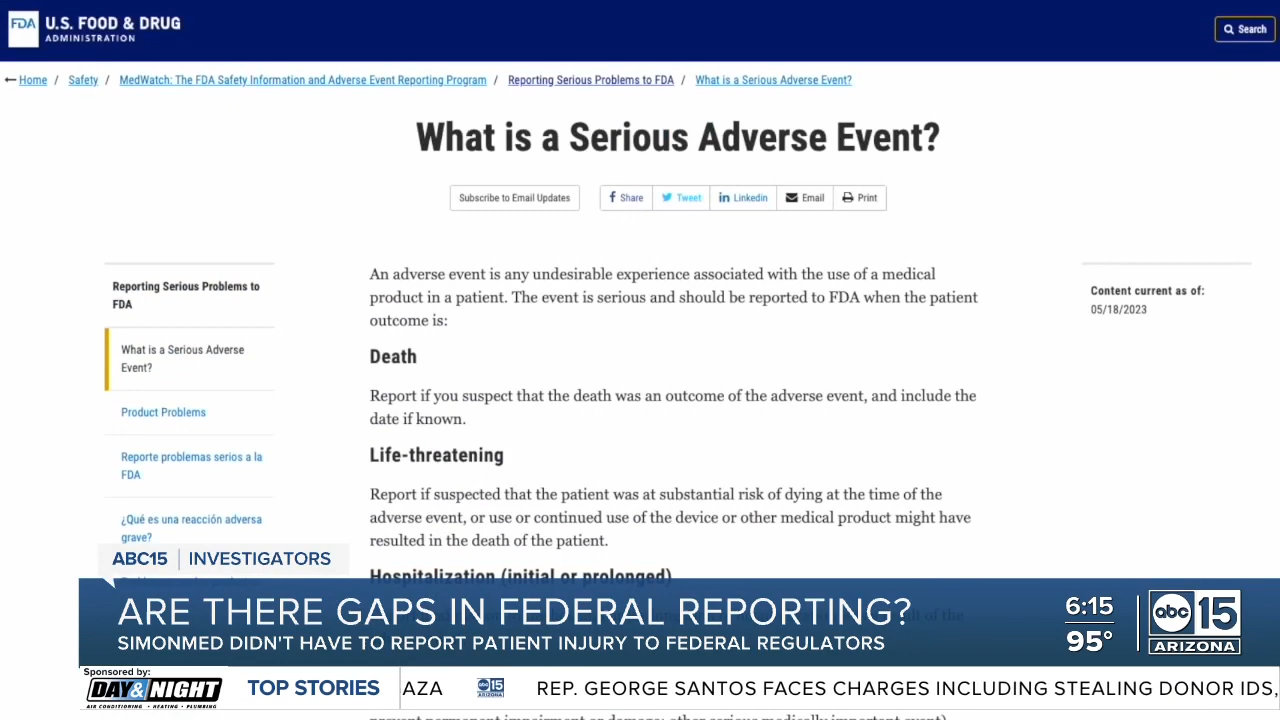 FDA
U.S. FOOD & DRUG
ADMINISTRATION
Search
Home / Safety / MedWatch: The FDA Safety Information and Adverse Event Reporting Program / Reporting Serious Problems to FDA / What is a Serious Adverse Event?
What is a Serious Adverse Event?
Subscribe to Email Updates
Share
Tweet
in Linkedin
Email
Print
Reporting Serious Problems to
FDA
What is a Serious Adverse
Event?
Product Problems
Reporte problemas serios a la
FDA
¿Qué es una reacción adversa
grave?
An adverse event is any undesirable experience associated with the use of a medical
product in a patient. The event is serious and should be reported to FDA when the patient
outcome is:
Death
Report if you suspect that the death was an outcome of the adverse event, and include the
date if known.
Life-threatening
Report if suspected that the patient was at substantial risk of dying at the time of the
adverse event, or use or continued use of the device or other medical product might have
resulted in the death of the patient.
Hospitalization (initial or prolonged)
Content current as of:
05/18/2023
ABC15 | INVESTIGATORS
ARE THERE GAPS IN FEDERAL REPORTING?
SIMONMED DIDN'T HAVE TO REPORT PATIENT INJURY TO FEDERAL REGULATORS
6:15
95°
abc 15
ARIZONA
Sponsored by:
DAY & NIGHT
AIR CONDITIONING • HEATING • PLUMBING
TOP STORIES
AZA
abc 15
ARIZONA
REP. GEORGE SANTOS FACES CHARGES INCLUDING STEALING DONOR IDS,